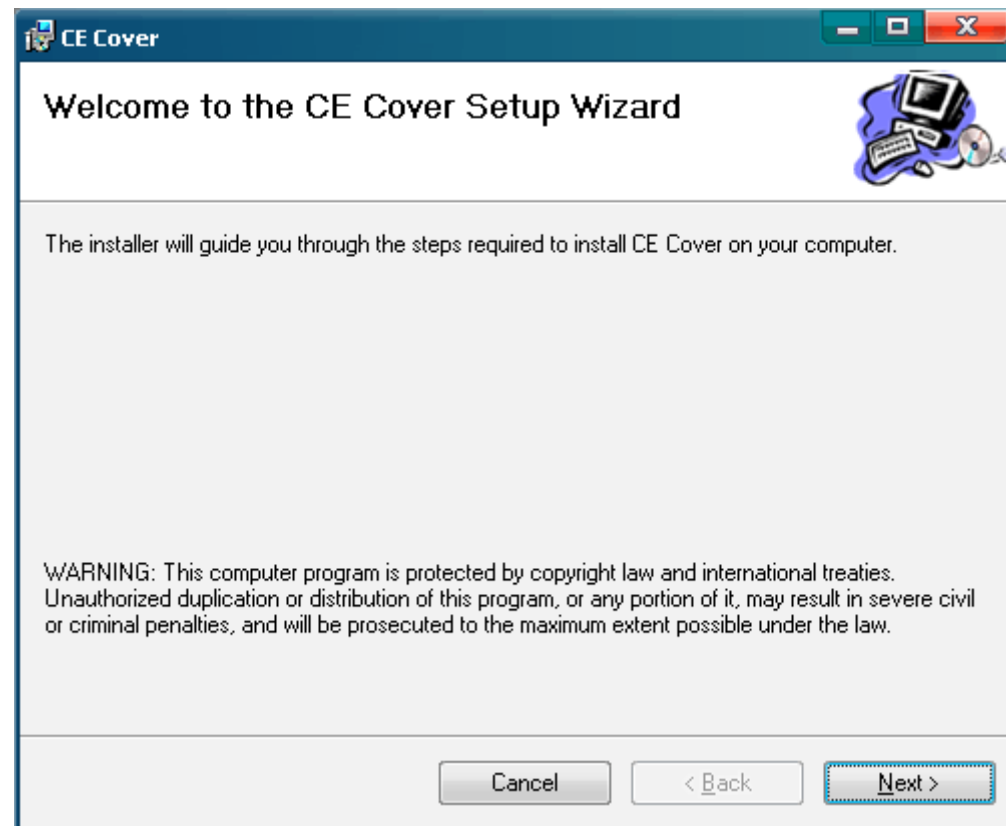 CE Cover
Welcome to the CE Cover Setup Wizard
The installer will guide you through the steps required to install CE Cover on your computer.
WARNING: This computer program is protected by copyright law and international treaties.
Unauthorized duplication or distribution of this program, or any portion of it, may result in severe civil
or criminal penalties, and will be prosecuted to the maximum extent possible under the law.
Cancel
< Back
Next >